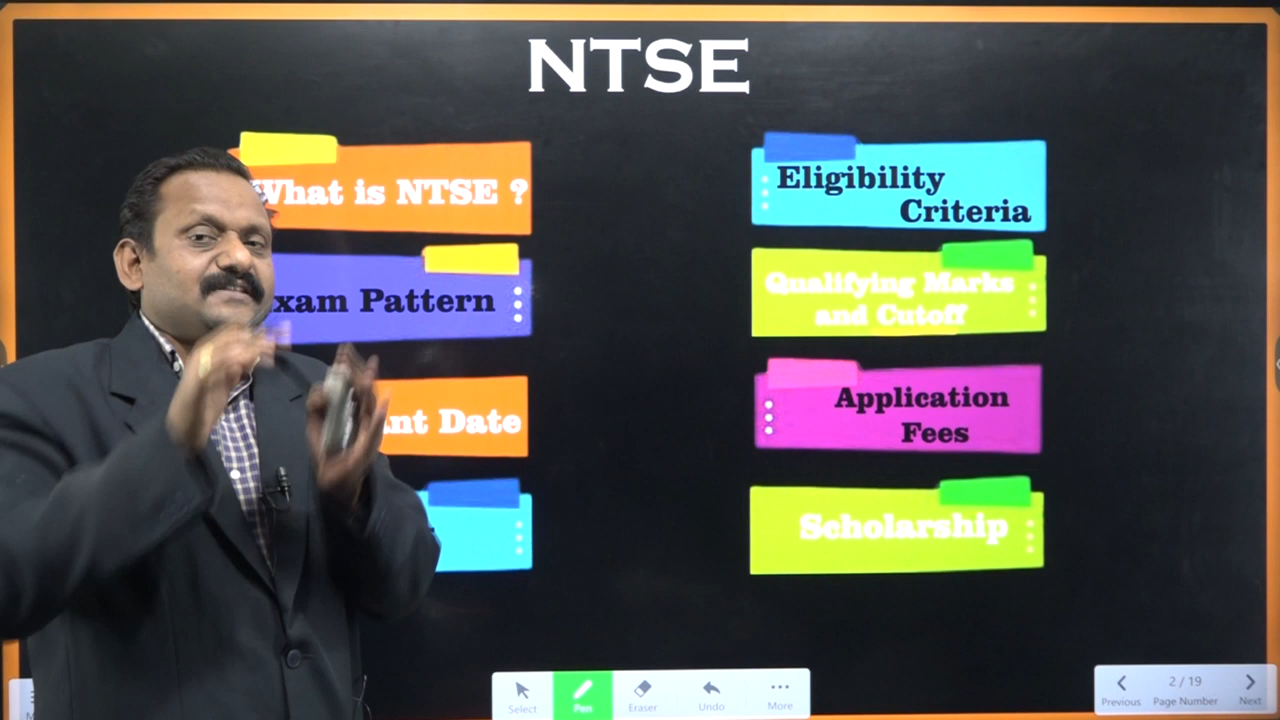 NTSE
What is NTSE ?
Eligibility
Criteria
xam Pattern
Qualifying Marks
and Cutoff
nt Date
Application
Fees
Scholarship
Select
Pen
Eraser
Undo
More
Previous
2 / 19
Page Number
Next